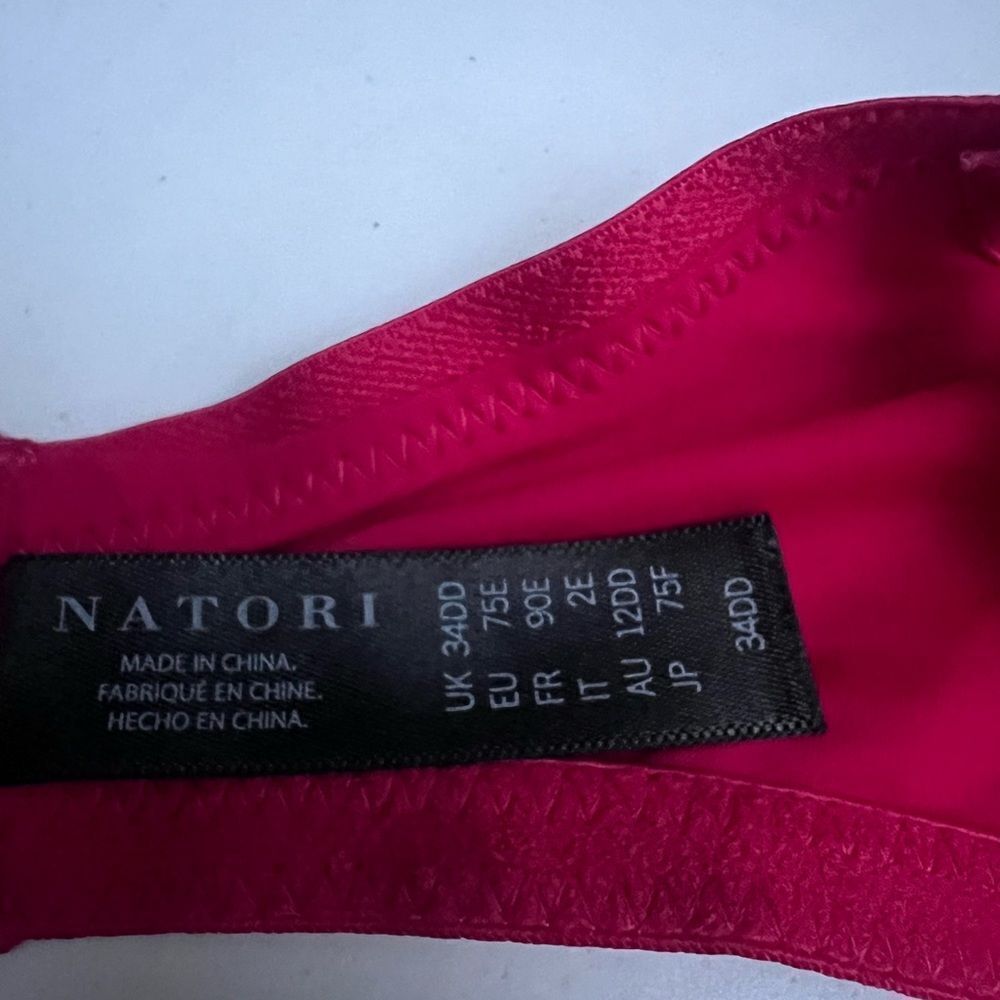 NATORI
MADE IN CHINA.
FABRIQUÉ EN CHINE.
HECHO EN CHINA.
UK 34DD
EU 75E
FR 90E
IT 2E
AU 12DD
JP 75F
34DD